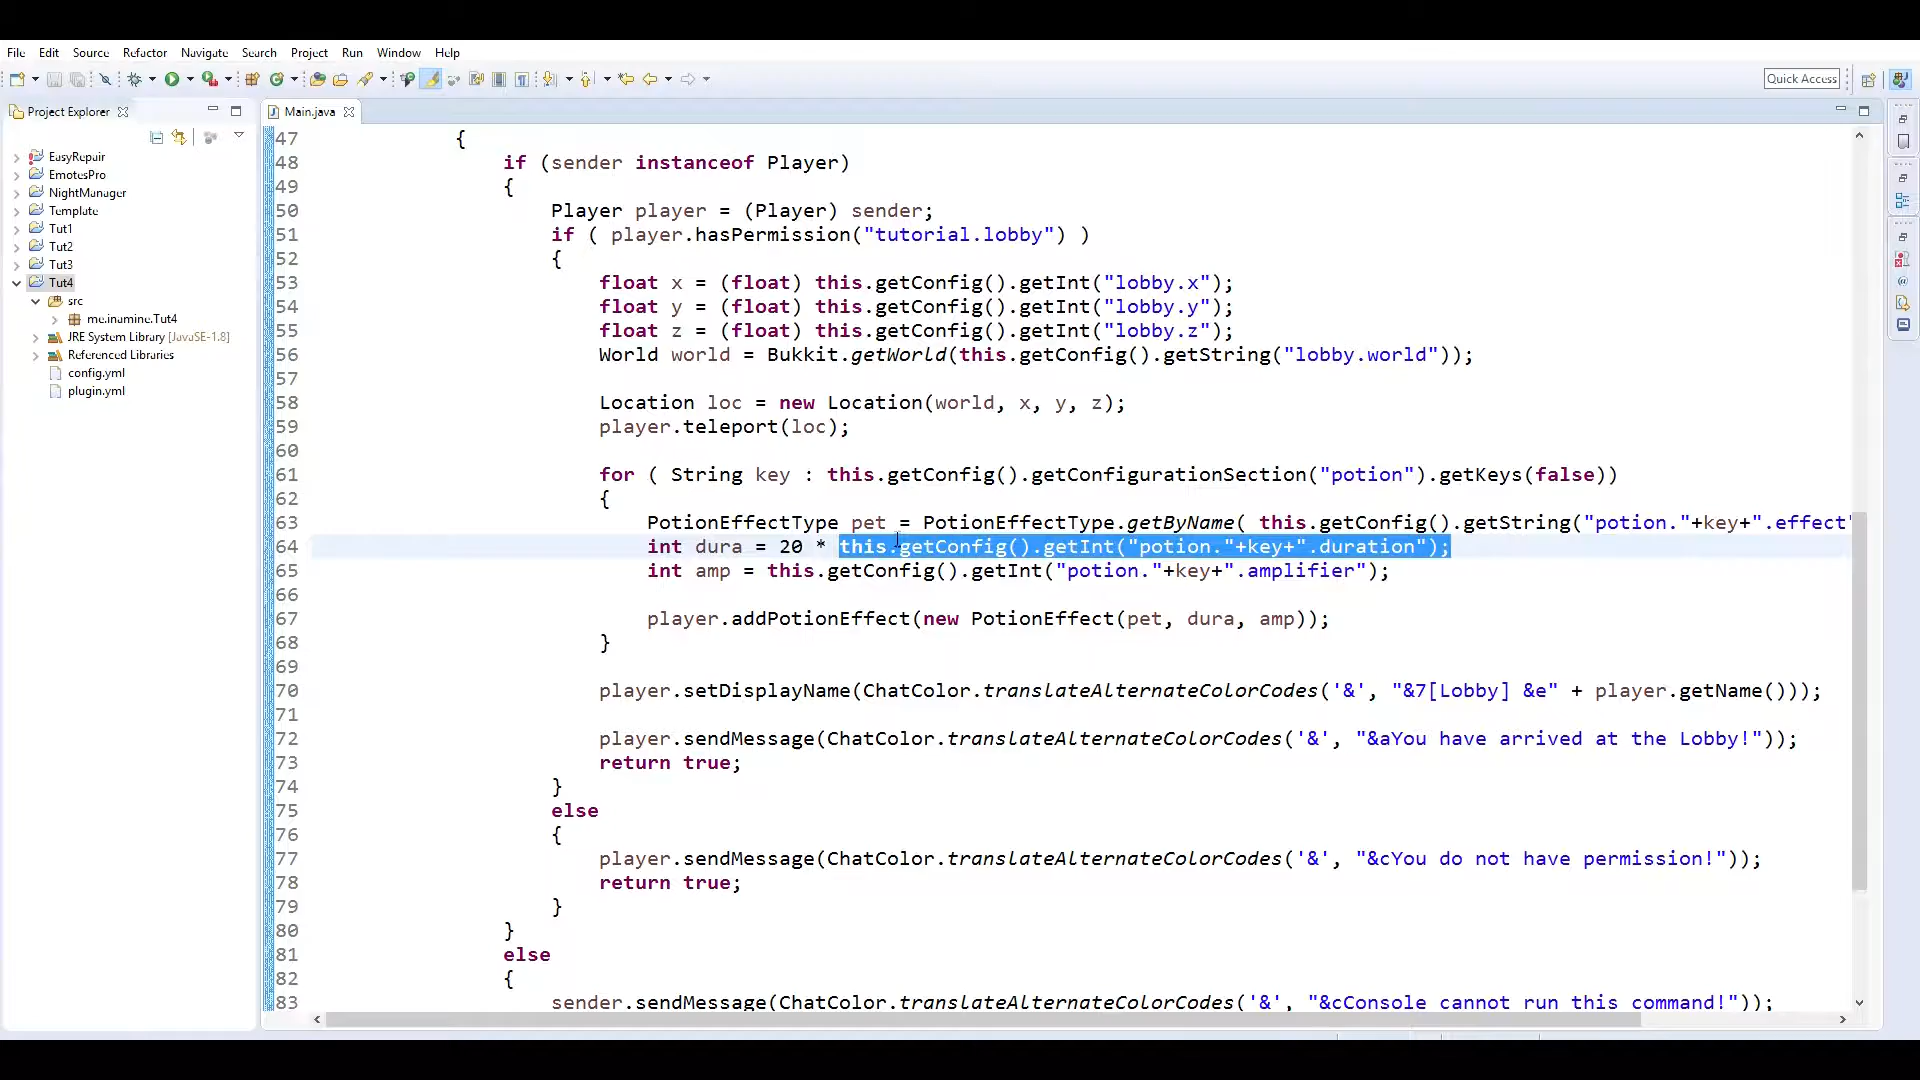 File Edit Source Refactor Navigate Search Project Run Window Help
Quick Access
Project Explorer
EasyRepair
EmotesPro
NightManager
Template
Tut1
Tut2
Tut3
Tut4
src
me.inamine.Tut4
JRE System Library [JavaSE-1.8]
Referenced Libraries
config.yml
plugin.yml
Main.java
47 {
48 if (sender instanceof Player)
49 {
50 Player player = (Player) sender;
51 if ( player.hasPermission("tutorial.lobby") )
52 {
53 float x = (float) this.getConfig().getInt("lobby.x");
54 float y = (float) this.getConfig().getInt("lobby.y");
55 float z = (float) this.getConfig().getInt("lobby.z");
56 World world = Bukkit.getWorld(this.getConfig().getString("lobby.world"));
57
58 Location loc = new Location(world, x, y, z);
59 player.teleport(loc);
60
61 for ( String key : this.getConfig().getConfigurationSection("potion").getKeys(false))
62 {
63 PotionEffectType pet = PotionEffectType.getByName( this.getConfig().getString("potion."+key+".effect"
64 int dura = 20 * this.getConfig().getInt("potion."+key+".duration");
65 int amp = this.getConfig().getInt("potion."+key+".amplifier");
66
67 player.addPotionEffect(new PotionEffect(pet, dura, amp));
68 }
69
70 player.setDisplayName(ChatColor.translateAlternateColorCodes('&', "&7[Lobby] &e" + player.getName()));
71
72 player.sendMessage(ChatColor.translateAlternateColorCodes('&', "&aYou have arrived at the Lobby!"));
73 return true;
74 }
75 else
76 {
77 player.sendMessage(ChatColor.translateAlternateColorCodes('&', "&cYou do not have permission!"));
78 return true;
79 }
80 }
81 else
82 {
83 sender.sendMessage(ChatColor.translateAlternateColorCodes('&', "&cConsole cannot run this command!"));